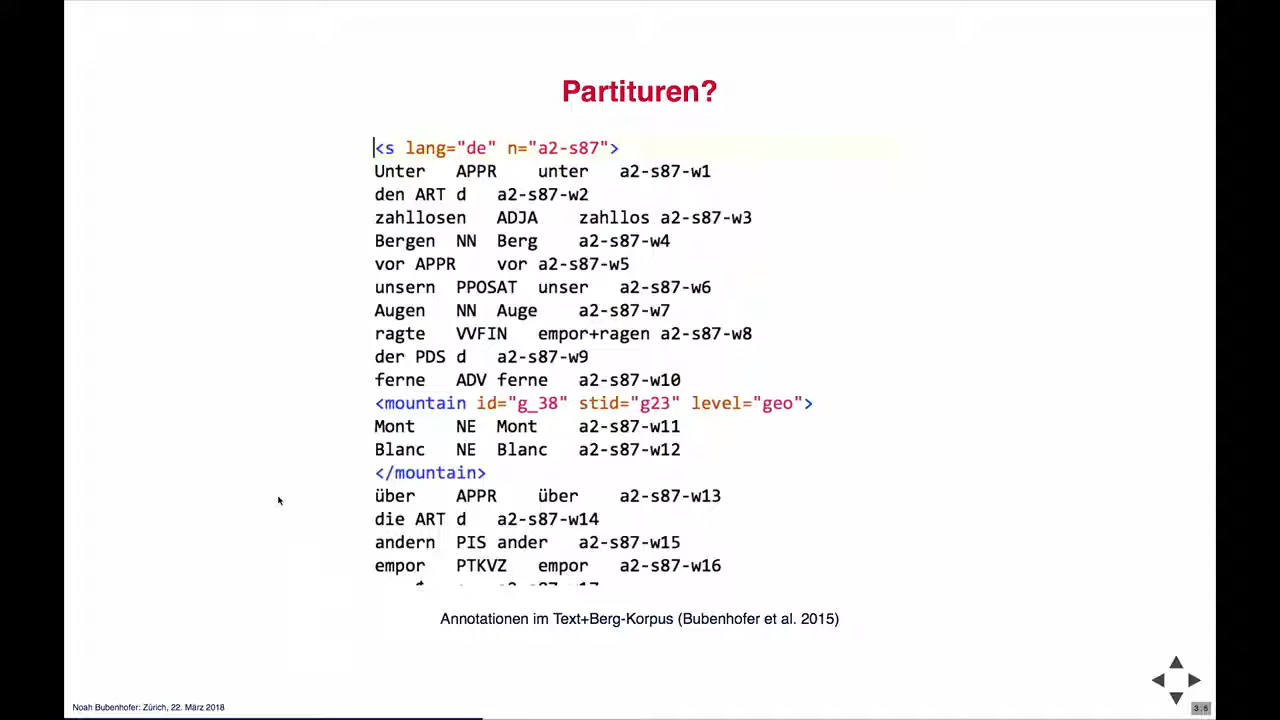 Partituren?
<s lang="de" n="a2-s87">
Unter APPR unter a2-s87-w1
den ART d a2-s87-w2
zahllosen ADJA zahllos a2-s87-w3
Bergen NN Berg a2-s87-w4
vor APPR vor a2-s87-w5
unsern PPOSAT unser a2-s87-w6
Augen NN Auge a2-s87-w7
ragte VVFIN empor+ragen a2-s87-w8
der PDS d a2-s87-w9
ferne ADV ferne a2-s87-w10
<mountain id="g_38" stid="g23" level="geo">
Mont NE Mont a2-s87-w11
Blanc NE Blanc a2-s87-w12
</mountain>
über APPR über a2-s87-w13
die ART d a2-s87-w14
andern PIS ander a2-s87-w15
empor PTKVZ empor a2-s87-w16
Annotationen im Text+Berg-Korpus (Bubenhofer et al. 2015)
Noah Bubenhofer: Zürich, 22. März 2018
3.5